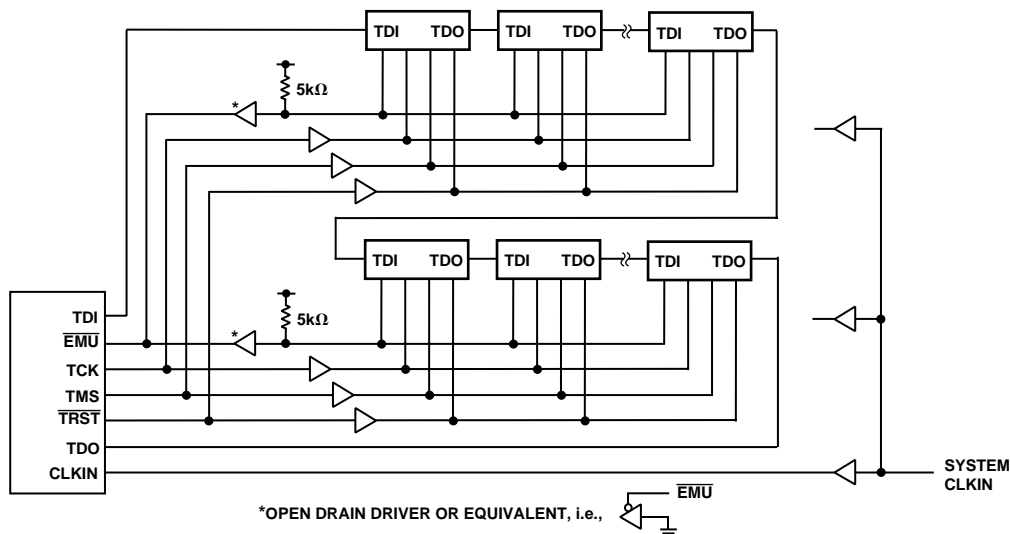 TDI TDO TDI TDO TDI TDO
5kΩ
*
TDI TDO TDI TDO TDI TDO
5kΩ
*
TDI
EMU
TCK
TMS
TRST
TDO
CLKIN
SYSTEM
CLKIN
*OPEN DRAIN DRIVER OR EQUIVALENT, i.e.,
EMU